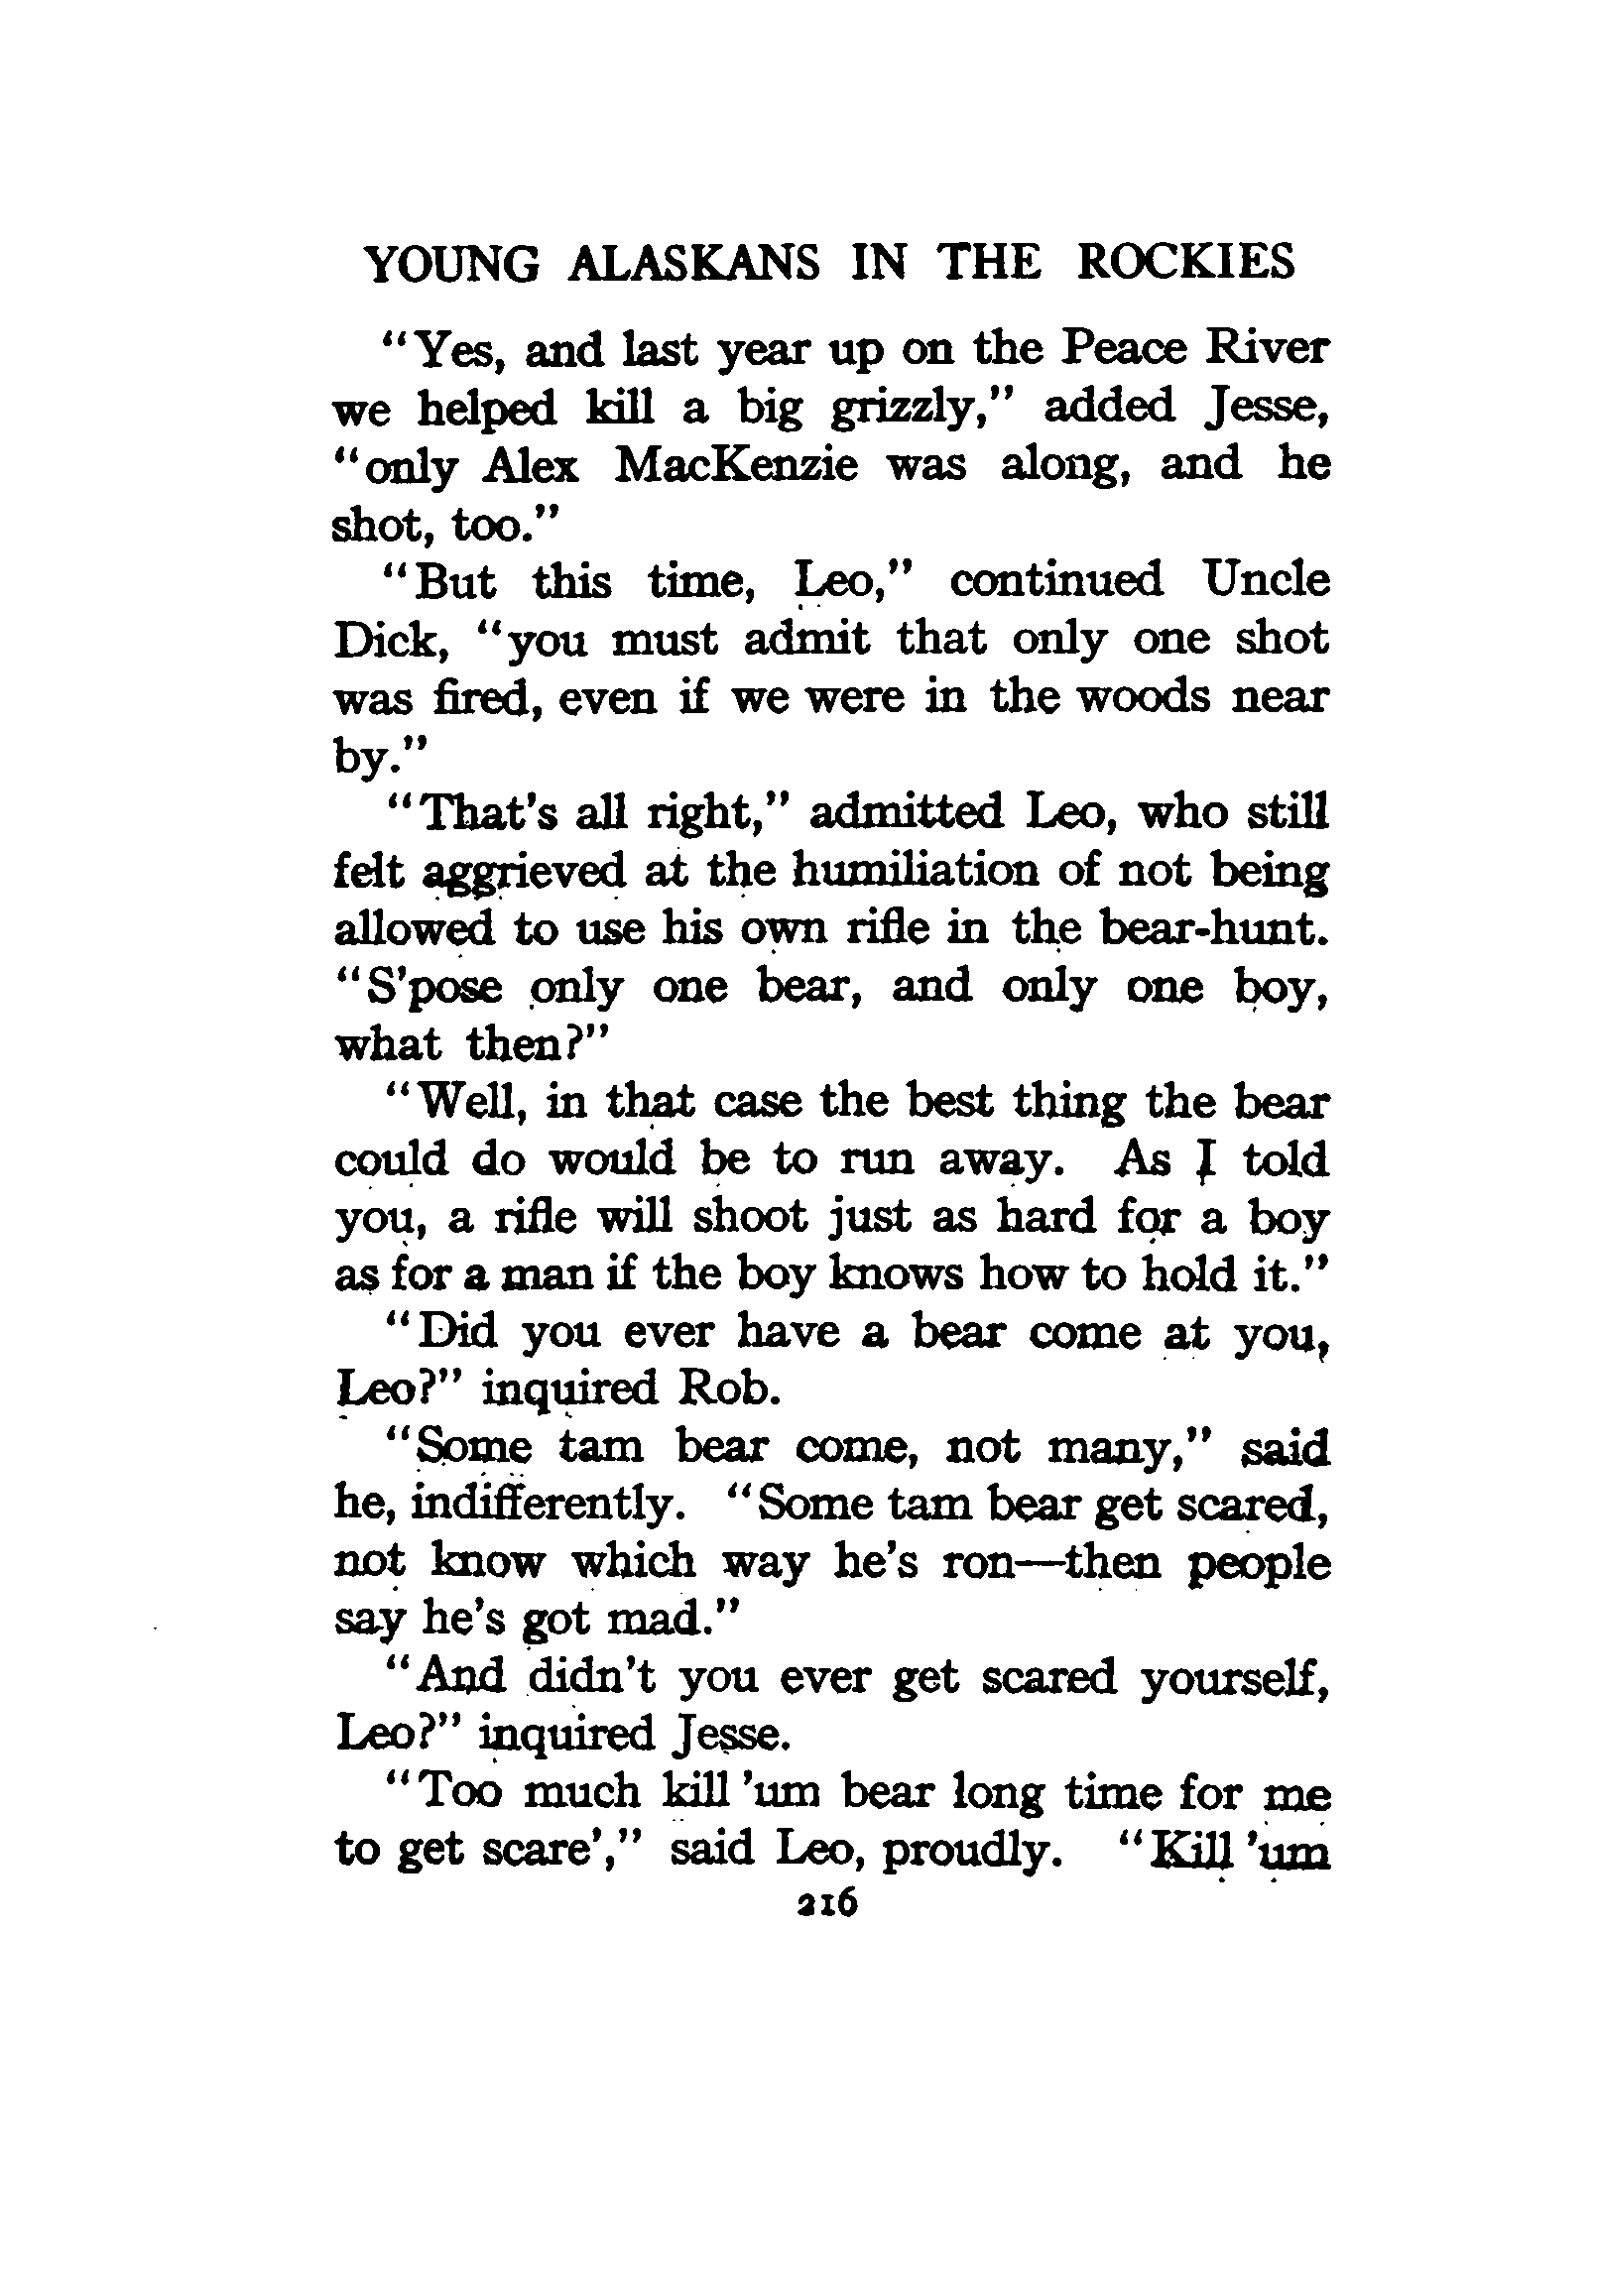 YOUNG ALASKANS IN THE ROCKIES
"Yes, and last year up on the Peace River
we helped kill a big grizzly," added Jesse,
"only Alex MacKenzie was along, and he
shot, too."
"But this time, Leo," continued Uncle
Dick, "you must admit that only one shot
was fired, even if we were in the woods near
by."
"That's all right," admitted Leo, who still
felt aggrieved at the humiliation of not being
allowed to use his own rifle in the bear-hunt.
"S'pose only one bear, and only one boy,
what then?"
"Well, in that case the best thing the bear
could do would be to run away. As I told
you, a rifle will shoot just as hard for a boy
as for a man if the boy knows how to hold it."
"Did you ever have a bear come at you,
Leo?" inquired Rob.
"Some tam bear come, not many," said
he, indifferently. "Some tam bear get scared,
not know which way he's ron—then people
say he's got mad."
"And didn't you ever get scared yourself,
Leo?" inquired Jesse.
"Too much kill 'um bear long time for me
to get scare'," said Leo, proudly. "Kill 'um
216